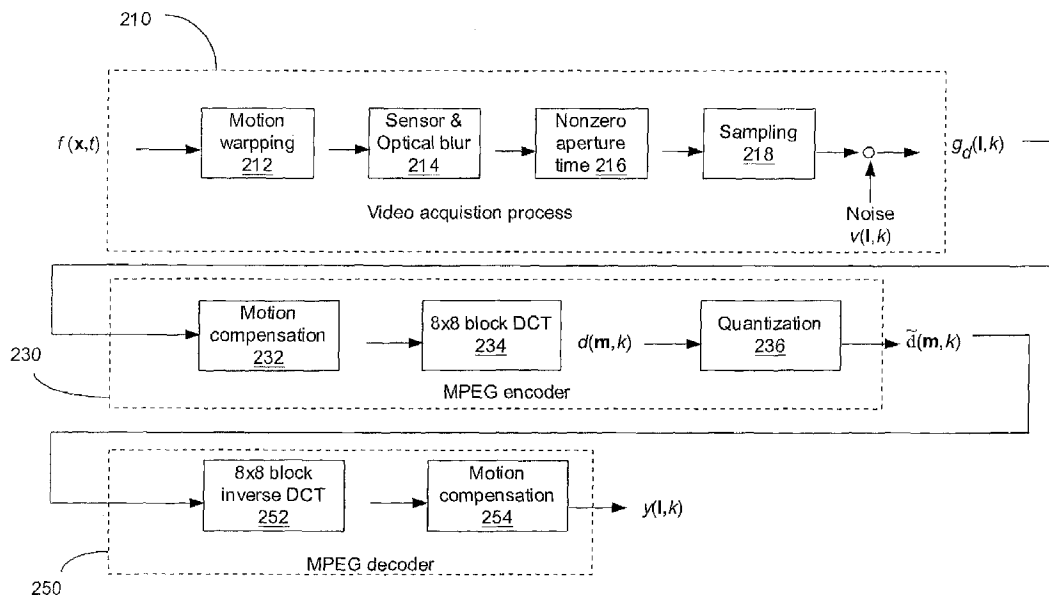 210
f (x,t)
Motion
warpping
212
Sensor &
Optical blur
214
Nonzero
aperture
time 216
Sampling
218
g_d(l,k)
Noise
v(l,k)
Video acquistion process
230
Motion
compensation
232
8x8 block DCT
234
d(m,k)
Quantization
236
d̃(m,k)
MPEG encoder
250
8x8 block
inverse DCT
252
Motion
compensation
254
y(l,k)
MPEG decoder